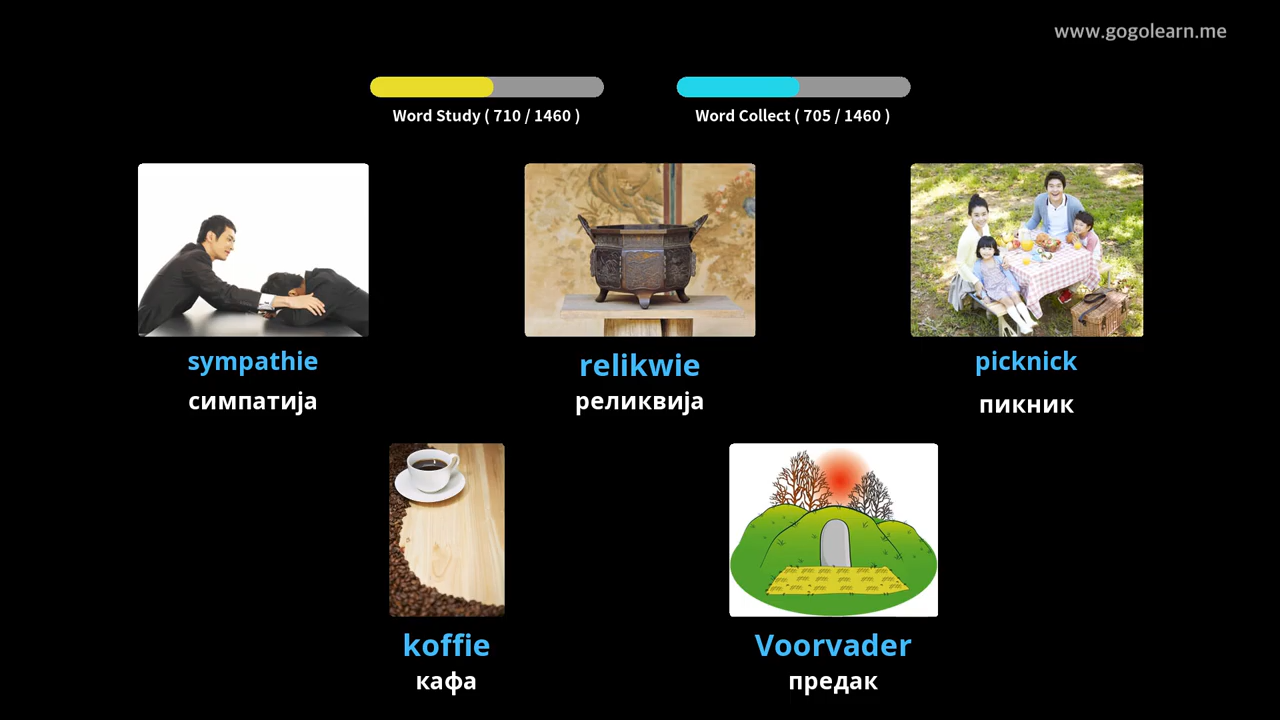 www.gogolearn.me
Word Study ( 710 / 1460 )
Word Collect ( 705 / 1460 )
sympathie
симпатија
relikwie
реликвија
picknick
пикник
koffie
кафа
Voorvader
предак